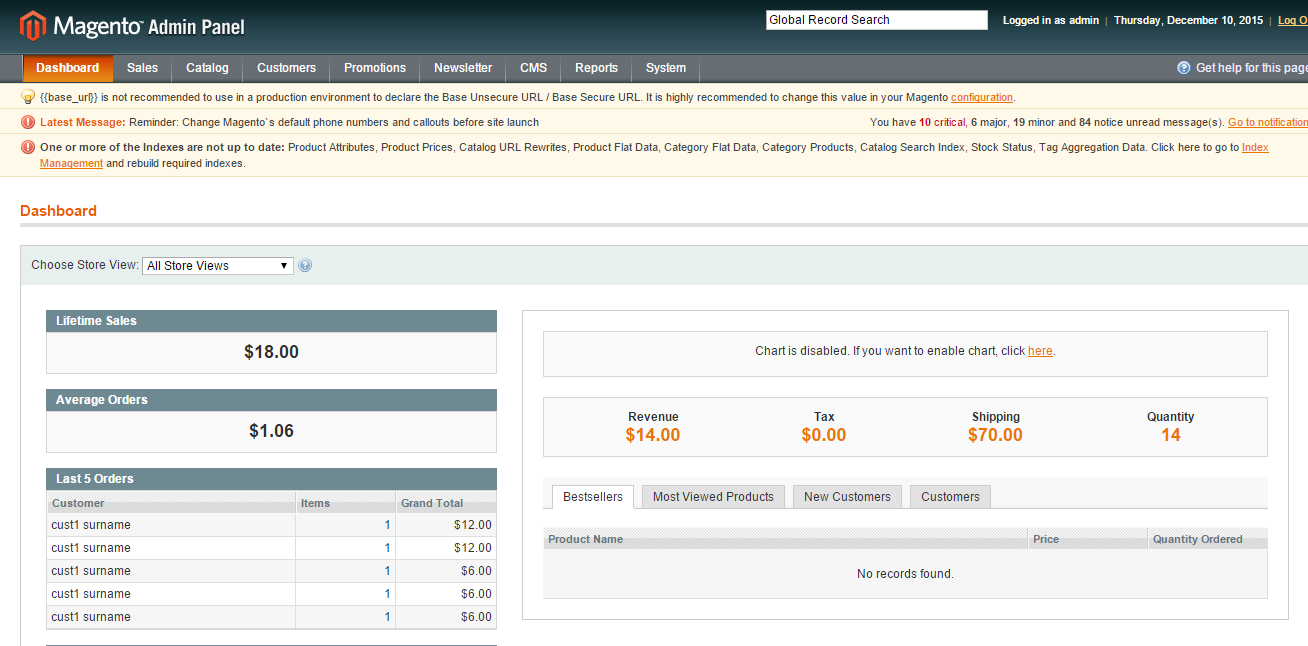 Magento™ Admin Panel
Global Record Search
Logged in as admin | Thursday, December 10, 2015 | Log O
Dashboard Sales Catalog Customers Promotions Newsletter CMS Reports System
Get help for this page
{{base_url}} is not recommended to use in a production environment to declare the Base Unsecure URL / Base Secure URL. It is highly recommended to change this value in your Magento configuration.
Latest Message: Reminder: Change Magento`s default phone numbers and callouts before site launch
You have 10 critical, 6 major, 19 minor and 84 notice unread message(s). Go to notification
One or more of the Indexes are not up to date: Product Attributes, Product Prices, Catalog URL Rewrites, Product Flat Data, Category Flat Data, Category Products, Catalog Search Index, Stock Status, Tag Aggregation Data. Click here to go to Index
Management and rebuild required indexes.
Dashboard
Choose Store View: All Store Views
Lifetime Sales
$18.00
Average Orders
$1.06
Last 5 Orders
Customer Items Grand Total
cust1 surname 1 $12.00
cust1 surname 1 $12.00
cust1 surname 1 $6.00
cust1 surname 1 $6.00
cust1 surname 1 $6.00
Chart is disabled. If you want to enable chart, click here.
Revenue Tax Shipping Quantity
$14.00 $0.00 $70.00 14
Bestsellers Most Viewed Products New Customers Customers
Product Name Price Quantity Ordered
No records found.